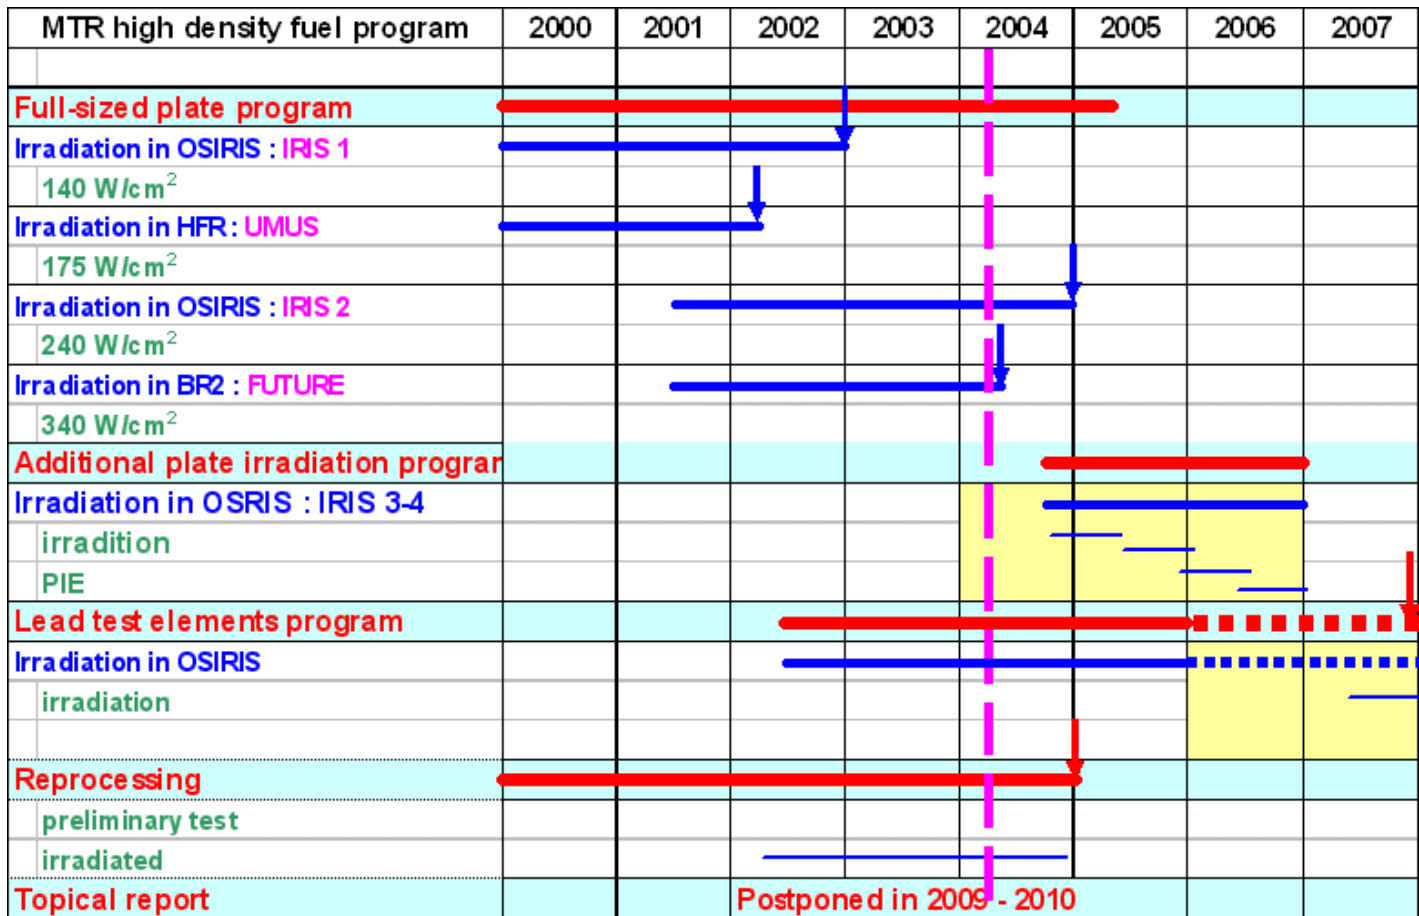 MTR high density fuel program 2000 2001 2002 2003 2004 2005 2006 2007
Full-sized plate program
Irradiation in OSIRIS : IRIS 1
140 W/cm²
Irradiation in HFR : UMUS
175 W/cm²
Irradiation in OSIRIS : IRIS 2
240 W/cm²
Irradiation in BR2 : FUTURE
340 W/cm²
Additional plate irradiation prograr
Irradiation in OSRIS : IRIS 3-4
irradition
PIE
Lead test elements program
Irradiation in OSIRIS
irradiation
Reprocessing
preliminary test
irradiated
Topical report Postponed in 2009 - 2010